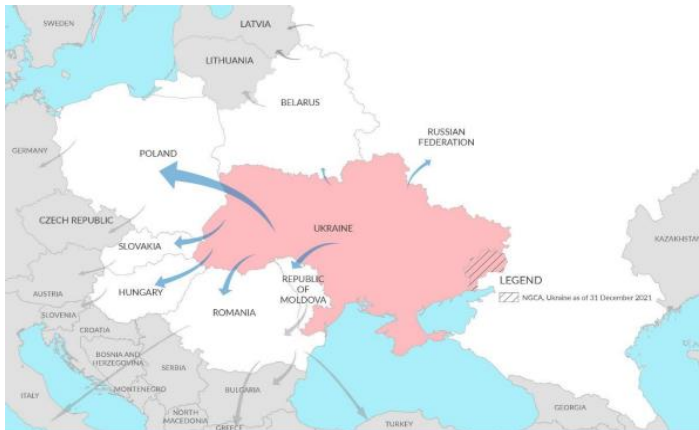 SWEDEN
LATVIA
LITHUANIA
BELARUS
RUSSIAN
FEDERATION
GERMANY
POLAND
CZECH REPUBLIC
UKRAINE
SLOVAKIA
KAZAKHSTAN
LEGEND
NGCA, Ukraine as of 31 December 2021
AUSTRIA
HUNGARY
REPUBLIC
OF
MOLDOVA
SLOVENIA
ROMANIA
CROATIA
BOSNIA AND
HERZEGOVINA
SERBIA
ITALY
MONTENEGRO
BULGARIA
GEORGIA
NORTH
MACEDONIA
GREECE
TURKEY